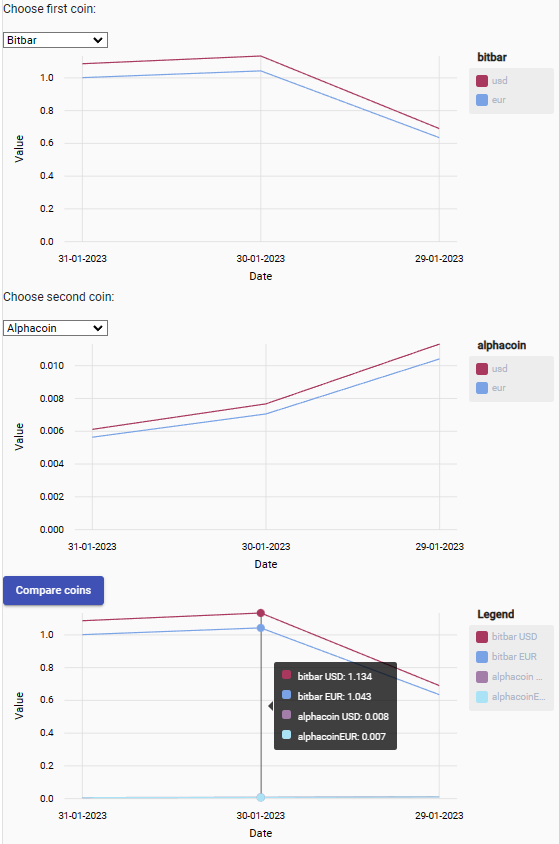 Choose first coin:
Bitbar
bitbar
usd
eur
1.0
0.8
0.6
0.4
0.2
0.0
Value
31-01-2023 30-01-2023 29-01-2023
Date
Choose second coin:
Alphacoin
alphacoin
usd
eur
0.010
0.008
0.006
0.004
0.002
0.000
Value
31-01-2023 30-01-2023 29-01-2023
Date
Compare coins
Legend
bitbar USD
bitbar EUR
alphacoin ...
alphacoinE...
1.0
0.8
0.6
0.4
0.2
0.0
Value
bitbar USD: 1.134
bitbar EUR: 1.043
alphacoin USD: 0.008
alphacoinEUR: 0.007
31-01-2023 30-01-2023 29-01-2023
Date